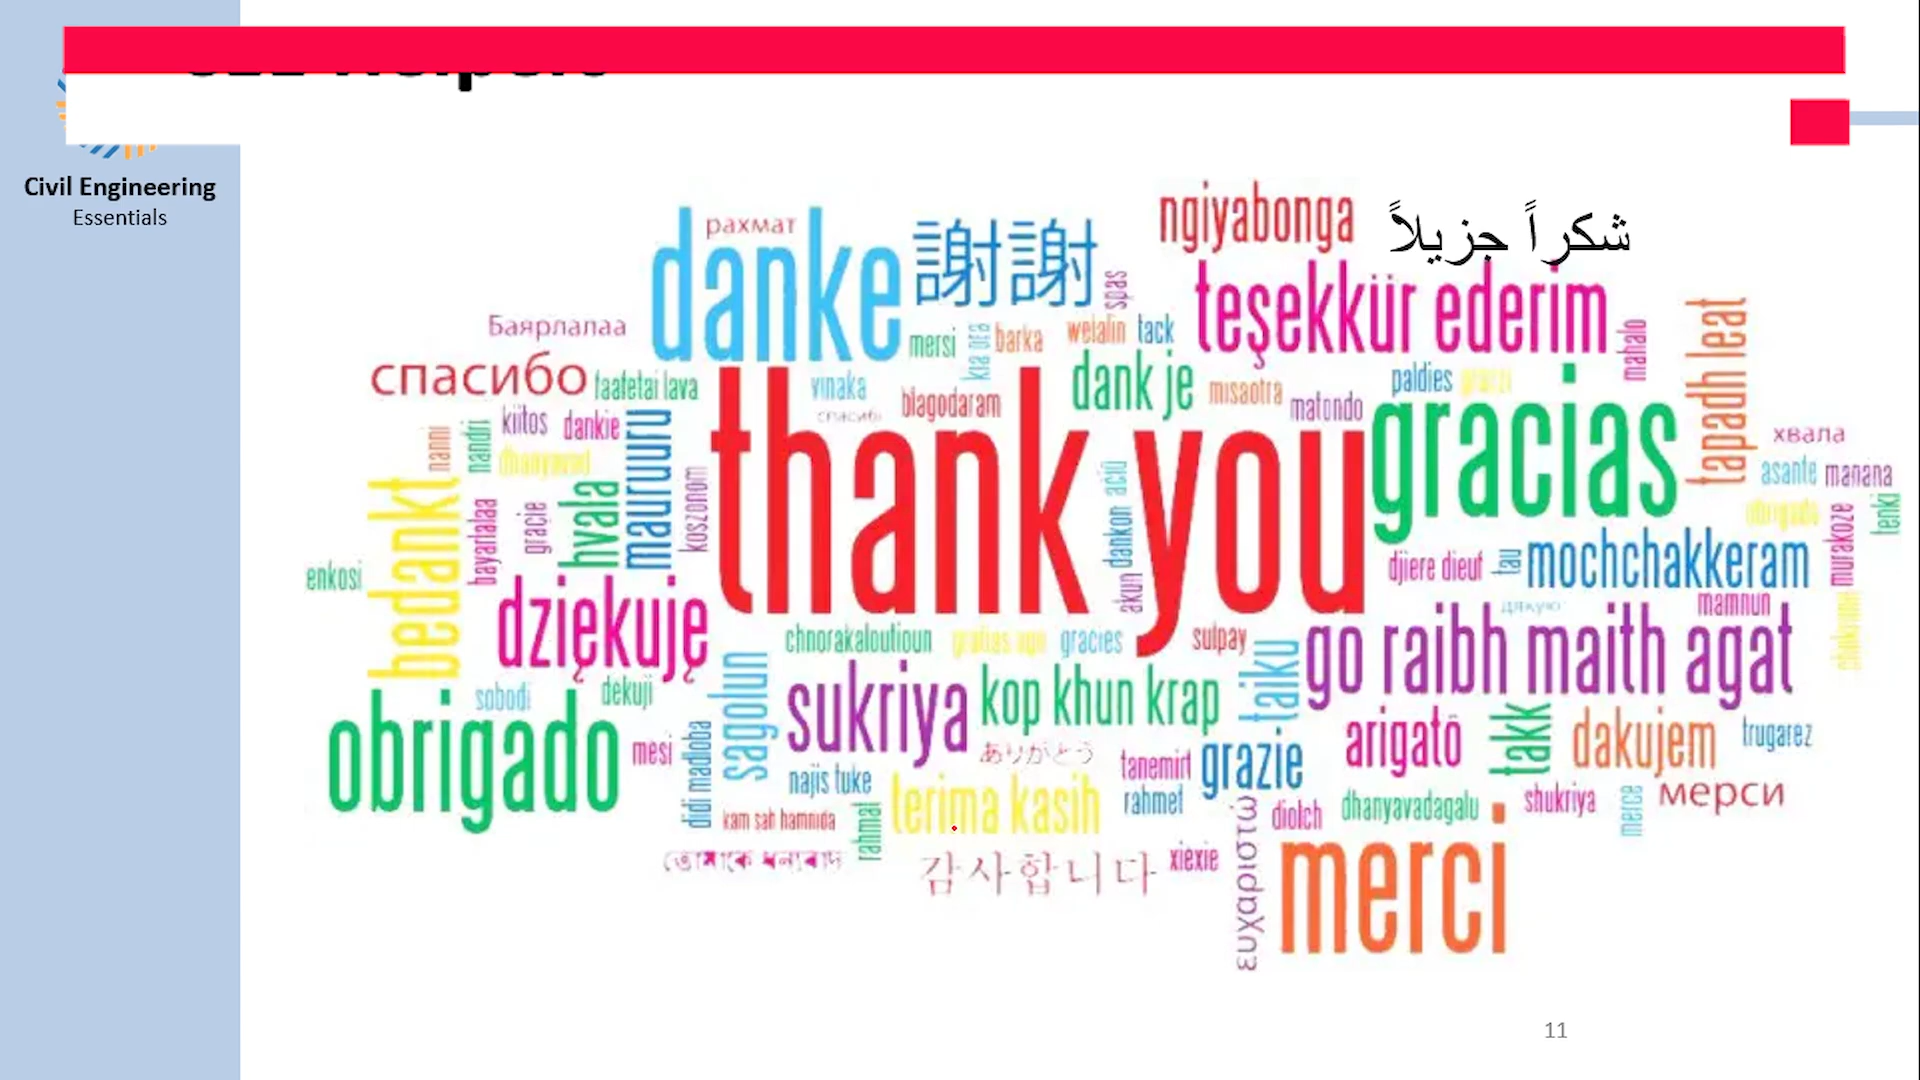 Civil Engineering
Essentials
ngiyabonga
شكراً جزيلاً
рахмат
danke
謝謝
spas
teşekkür ederim
tapadh leat
Баярлалаа
mersi
kia ora
barka
welalin
tack
mahalo
спасибо
faafetai lava
vinaka
blagodaram
dank je
misaotra
matondo
paldies
gracias
хвала
kiitos
dankie
mauruuru
thank you
nanni
nandri
asante
manana
bedankt
bayarlalaa
gracie
hvala
koszonom
aciū
dankon
akun
tenki
murakoze
enkosi
djiere dieuf
tau
mochchakkeram
mamnun
dziękuję
chnorakaloutioun
gracies
sulpay
go raibh maith agat
sobodi
dekuji
sagolun
sukriya
kop khun krap
taiku
obrigado
mesi
didi madloba
ありがとう
tanemirt
grazie
arigatō
takk
dakujem
trugarez
najis tuke
terima kasih
rahmet
diolch
dhanyavadagalu
shukriya
merce
мерси
kam sah hamnida
rahmat
감사합니다
xiexie
ευχαριστώ
merci
11